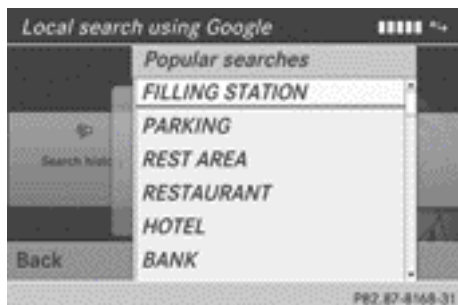 Local search using Google
Popular searches
FILLING STATION
PARKING
REST AREA
RESTAURANT
HOTEL
BANK
Search histo
Back
P82.87-8168-31